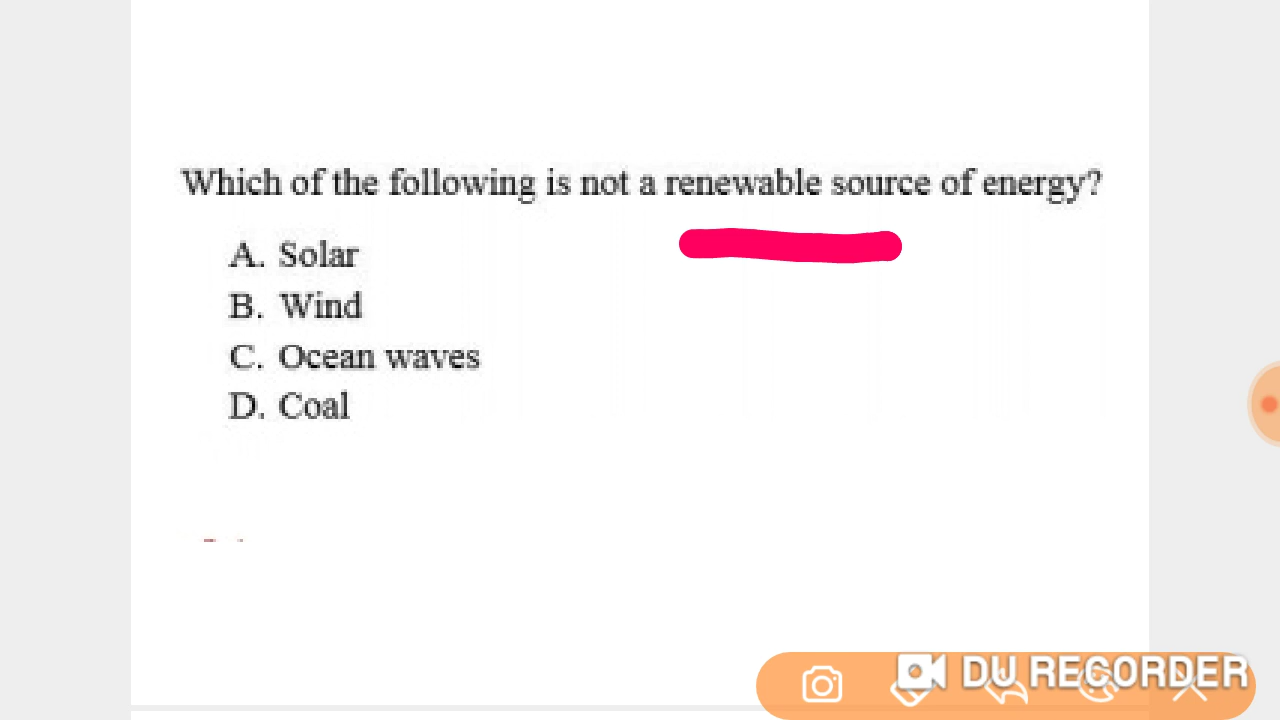 Which of the following is not a renewable source of energy?
A. Solar
B. Wind
C. Ocean waves
D. Coal
DU RECORDER